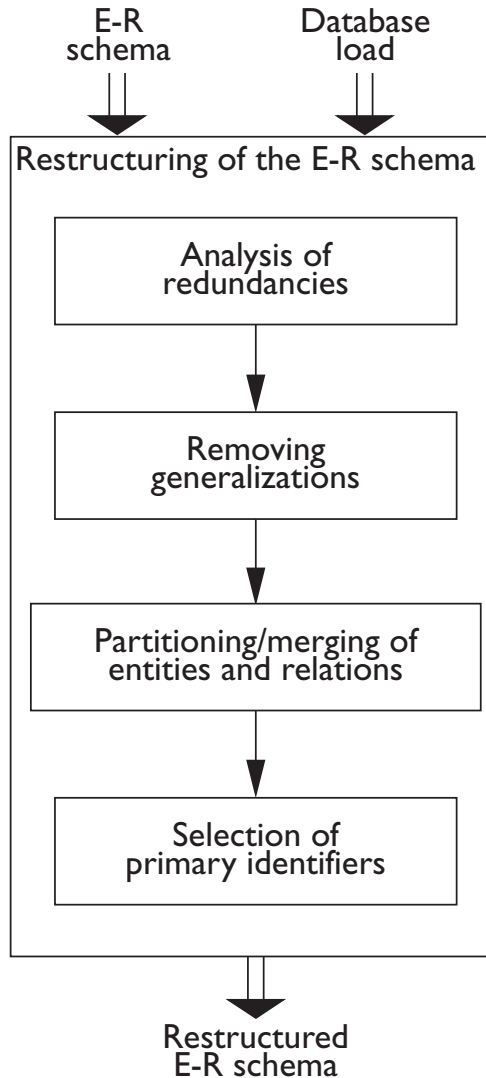 E-R
schema
Database
load
Restructuring of the E-R schema
Analysis of
redundancies
Removing
generalizations
Partitioning/merging of
entities and relations
Selection of
primary identifiers
Restructured
E-R schema